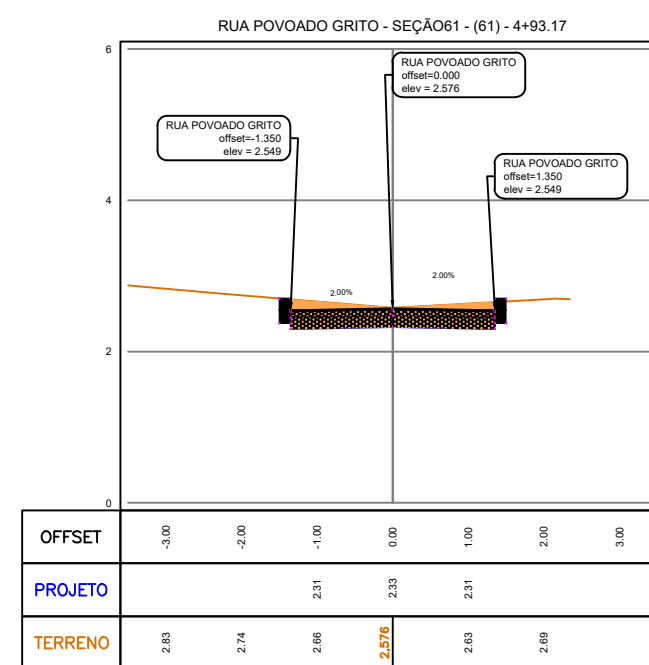 RUA POVOADO GRITO - SEÇÃO61 - (61) - 4+93.17
6
RUA POVOADO GRITO
offset=0.000
elev = 2.576
RUA POVOADO GRITO
offset=-1.350
elev = 2.549
RUA POVOADO GRITO
offset=1.350
elev = 2.549
4
2.00%
2.00%
2
0
OFFSET -3.00 -2.00 -1.00 0.00 1.00 2.00 3.00
PROJETO 2.31 2.33 2.31
TERRENO 2.83 2.74 2.66 2,576 2.63 2.69